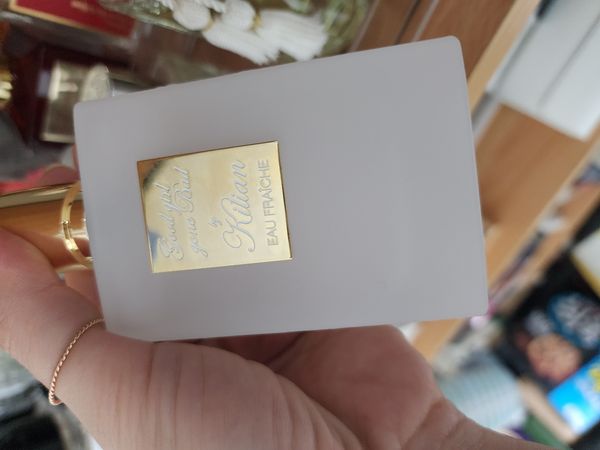 Good girl
gone Bad
by
Kilian
EAU FRAÎCHE